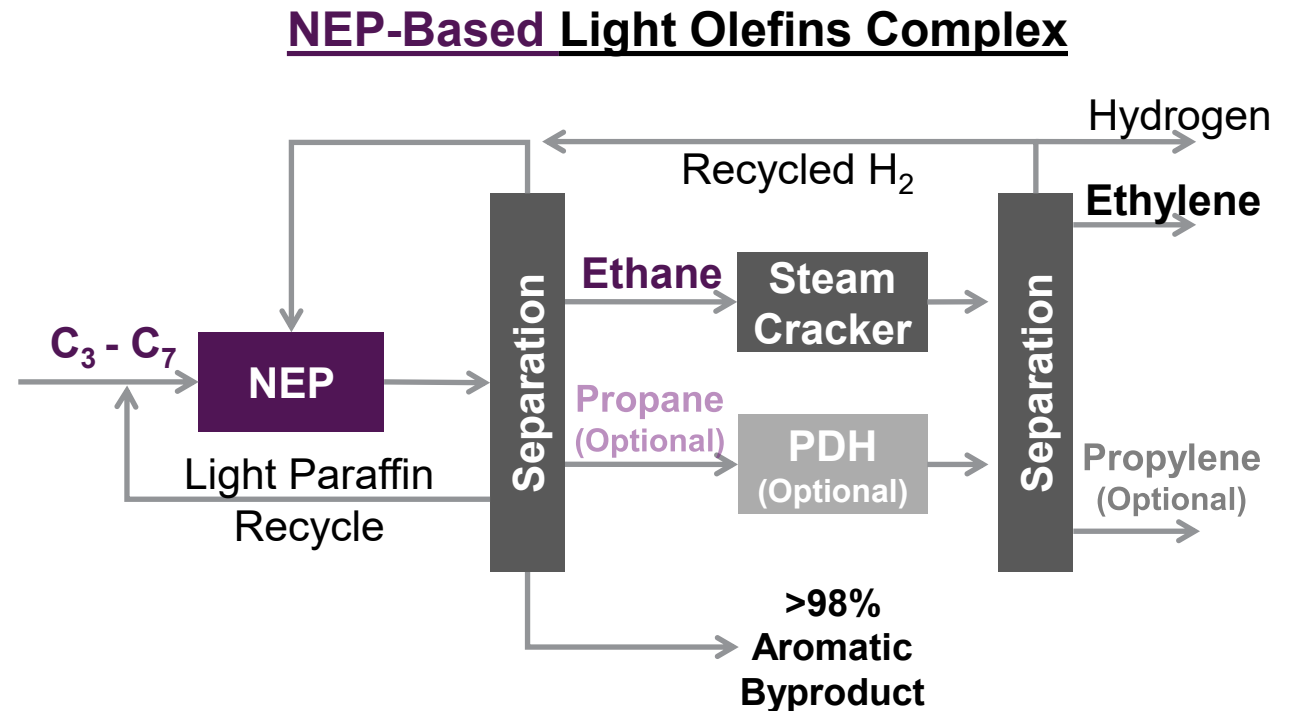 NEP-Based Light Olefins Complex
Hydrogen
Recycled H₂
Ethylene
Ethane
Steam
Cracker
C₃ - C₇
NEP
Separation
Separation
Propane
(Optional)
PDH
(Optional)
Propylene
(Optional)
Light Paraffin
Recycle
>98%
Aromatic
Byproduct